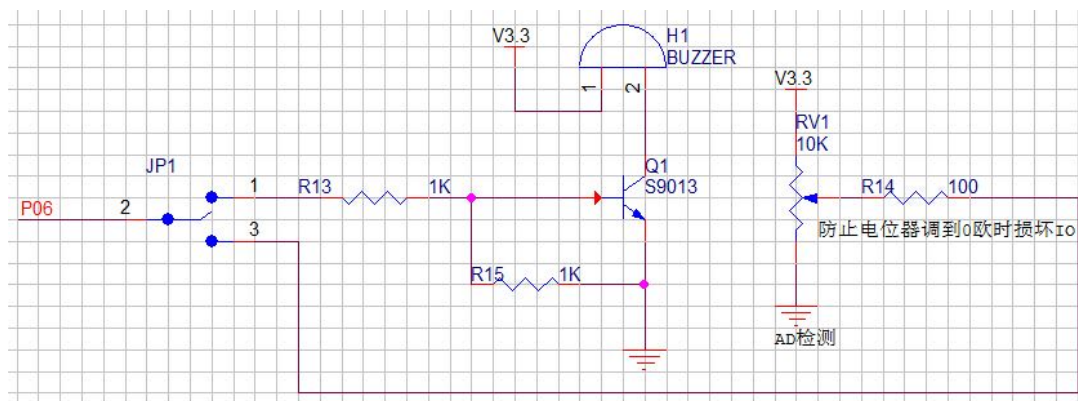 V3.3
H1
BUZZER
1
2
V3.3
RV1
10K
JP1
Q1
S9013
P06
2
1
R13
1K
R14
100
3
防止电位器调到0欧时损坏IO
R15
1K
AD检测